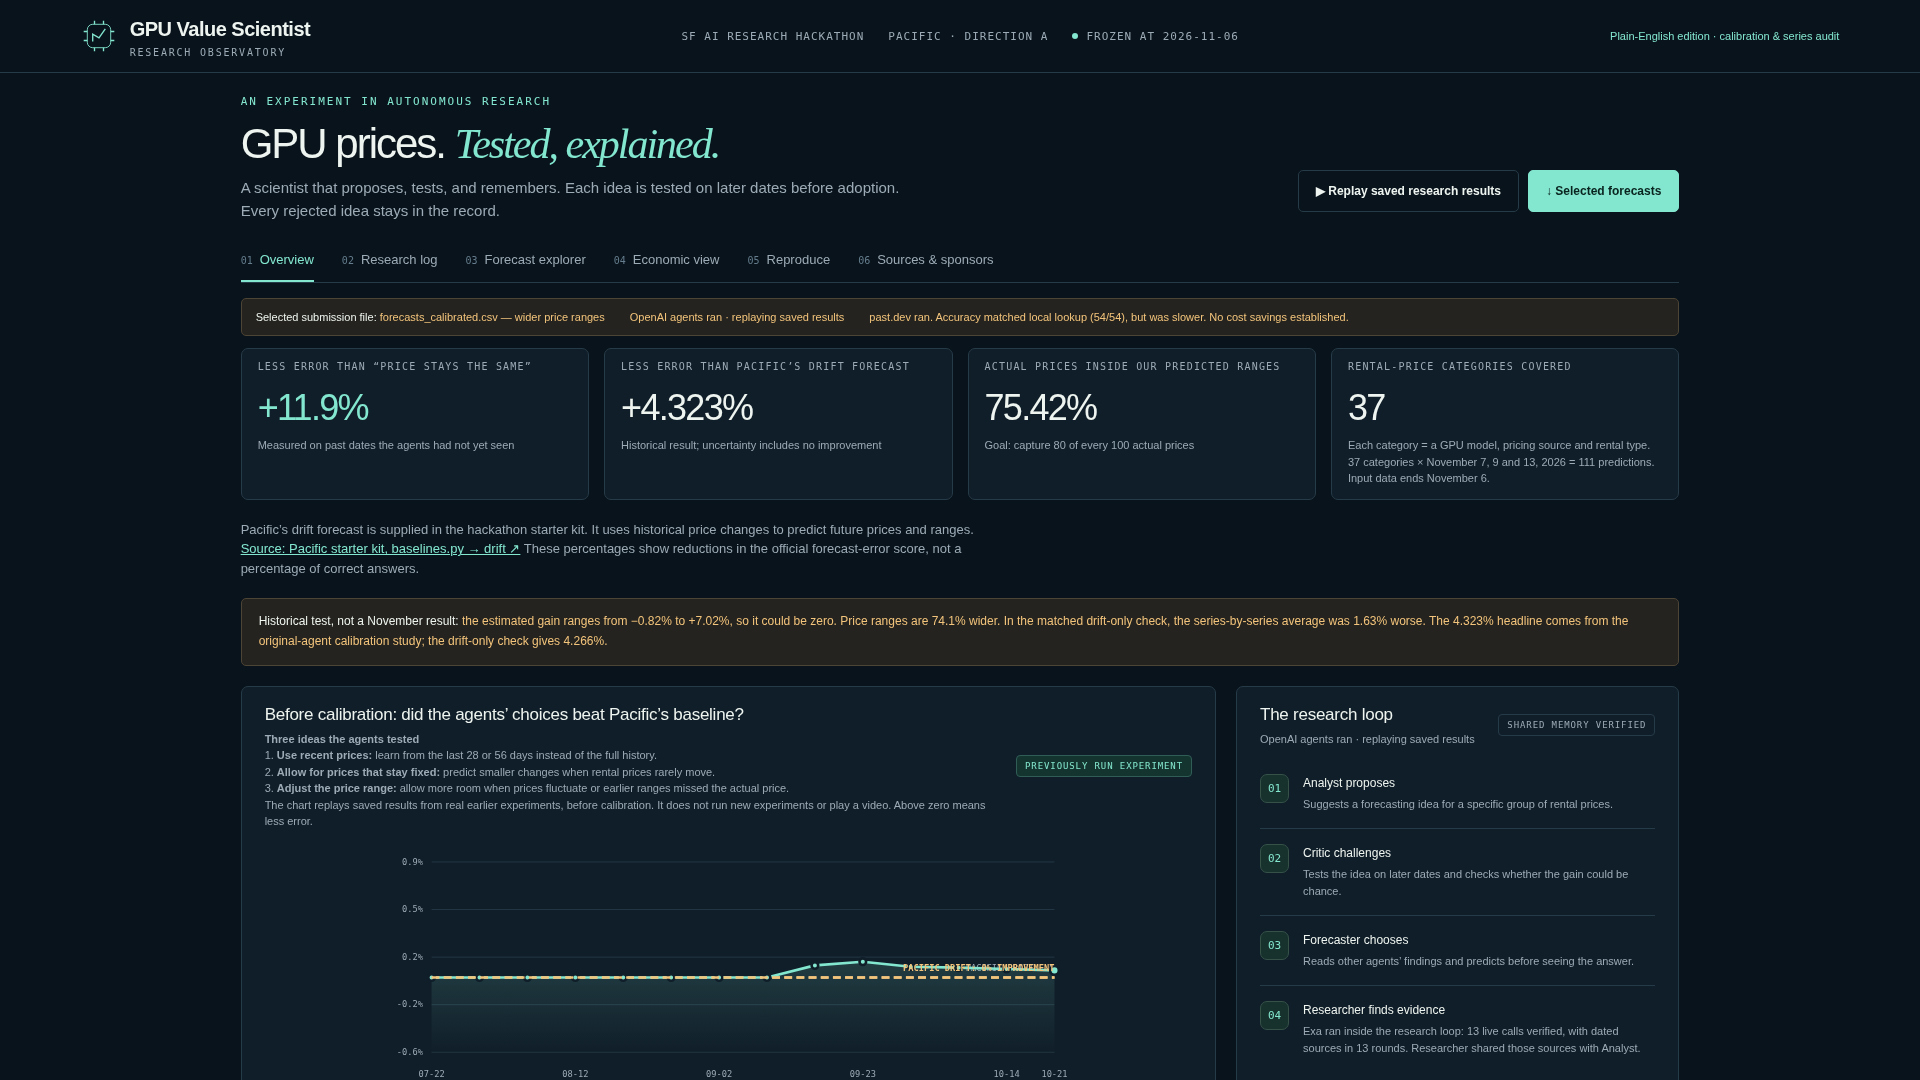 GPU Value Scientist
RESEARCH OBSERVATORY
SF AI RESEARCH HACKATHON
PACIFIC · DIRECTION A
FROZEN AT 2026-11-06
Plain-English edition · calibration & series audit
AN EXPERIMENT IN AUTONOMOUS RESEARCH
GPU prices. Tested, explained.
A scientist that proposes, tests, and remembers. Each idea is tested on later dates before adoption.
Every rejected idea stays in the record.
▶ Replay saved research results
↓ Selected forecasts
01 Overview
02 Research log
03 Forecast explorer
04 Economic view
05 Reproduce
06 Sources & sponsors
Selected submission file: forecasts_calibrated.csv — wider price ranges
OpenAI agents ran · replaying saved results
past.dev ran. Accuracy matched local lookup (54/54), but was slower. No cost savings established.
LESS ERROR THAN “PRICE STAYS THE SAME”
+11.9%
Measured on past dates the agents had not yet seen
LESS ERROR THAN PACIFIC’S DRIFT FORECAST
+4.323%
Historical result; uncertainty includes no improvement
ACTUAL PRICES INSIDE OUR PREDICTED RANGES
75.42%
Goal: capture 80 of every 100 actual prices
RENTAL-PRICE CATEGORIES COVERED
37
Each category = a GPU model, pricing source and rental type.
37 categories × November 7, 9 and 13, 2026 = 111 predictions.
Input data ends November 6.
Pacific’s drift forecast is supplied in the hackathon starter kit. It uses historical price changes to predict future prices and ranges.
Source: Pacific starter kit, baselines.py → drift ↗ These percentages show reductions in the official forecast-error score, not a
percentage of correct answers.
Historical test, not a November result: the estimated gain ranges from −0.82% to +7.02%, so it could be zero. Price ranges are 74.1% wider. In the matched drift-only check, the series-by-series average was 1.63% worse. The 4.323% headline comes from the
original-agent calibration study; the drift-only check gives 4.266%.
Before calibration: did the agents’ choices beat Pacific’s baseline?
Three ideas the agents tested
1. Use recent prices: learn from the last 28 or 56 days instead of the full history.
2. Allow for prices that stay fixed: predict smaller changes when rental prices rarely move.
3. Adjust the price range: allow more room when prices fluctuate or earlier ranges missed the actual price.
The chart replays saved results from real earlier experiments, before calibration. It does not run new experiments or play a video. Above zero means
less error.
PREVIOUSLY RUN EXPERIMENT
0.9%
0.5%
0.2%
PACIFIC DRIFT IMPROVEMENT
-0.2%
-0.6%
07-22
08-12
09-02
09-23
10-14
10-21
The research loop
OpenAI agents ran · replaying saved results
SHARED MEMORY VERIFIED
01
Analyst proposes
Suggests a forecasting idea for a specific group of rental prices.
02
Critic challenges
Tests the idea on later dates and checks whether the gain could be
chance.
03
Forecaster chooses
Reads other agents’ findings and predicts before seeing the answer.
04
Researcher finds evidence
Exa ran inside the research loop: 13 live calls verified, with dated
sources in 13 rounds. Researcher shared those sources with Analyst.